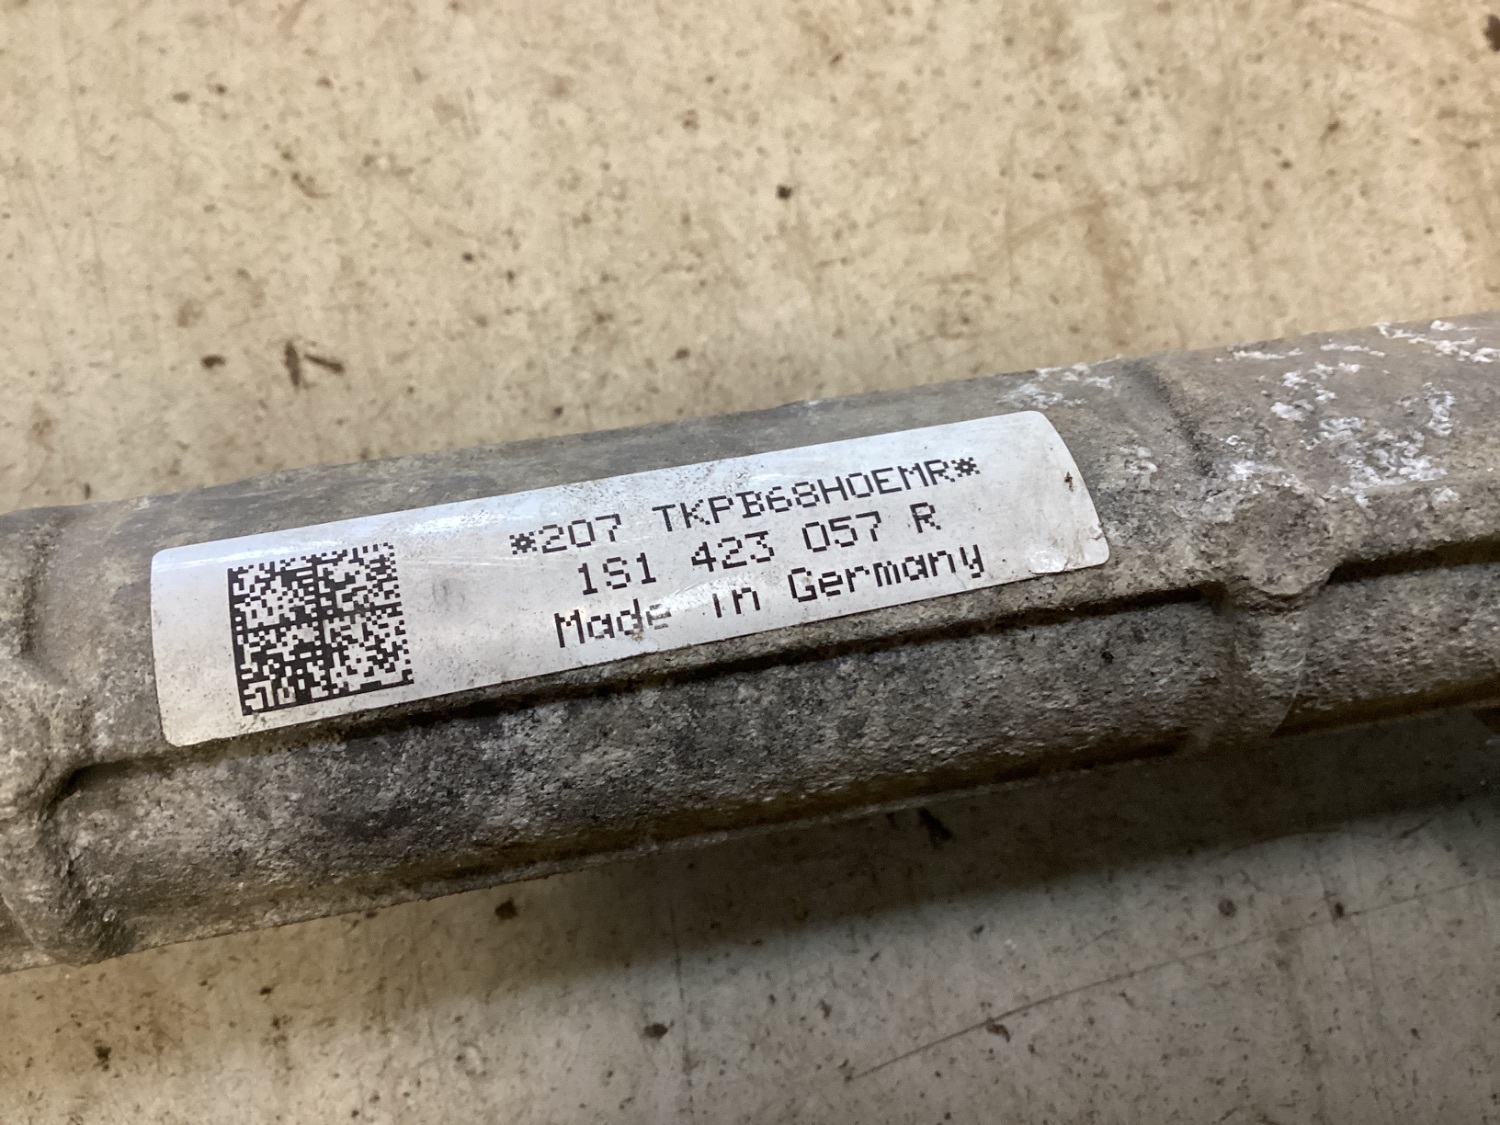 *207 TKPB68H0EMR*
1S1 423 057 R
Made in Germany